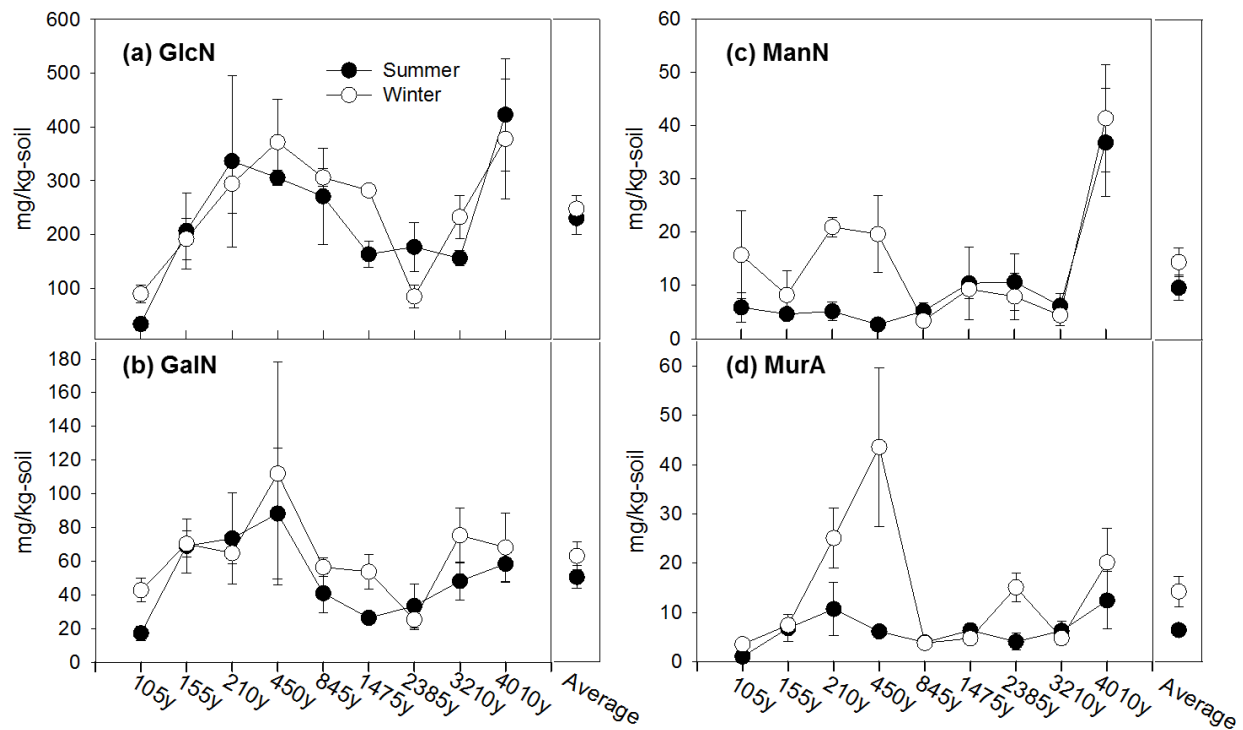 (a) GlcN
Summer
Winter
mg/kg-soil
600
500
400
300
200
100
(c) ManN
mg/kg-soil
60
50
40
30
20
10
0
(b) GalN
mg/kg-soil
180
160
140
120
100
80
60
40
20
0
105y
155y
210y
450y
845y
1475y
2385y
3210y
4010y
Average
(d) MurA
mg/kg-soil
60
50
40
30
20
10
0
105y
155y
210y
450y
845y
1475y
2385y
3210y
4010y
Average